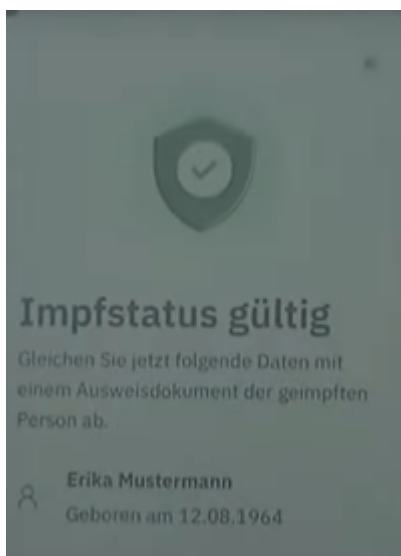 Impfstatus gültig
Gleichen Sie jetzt folgende Daten mit
einem Ausweisdokument der geimpften
Person ab.
Erika Mustermann
Geboren am 12.08.1964